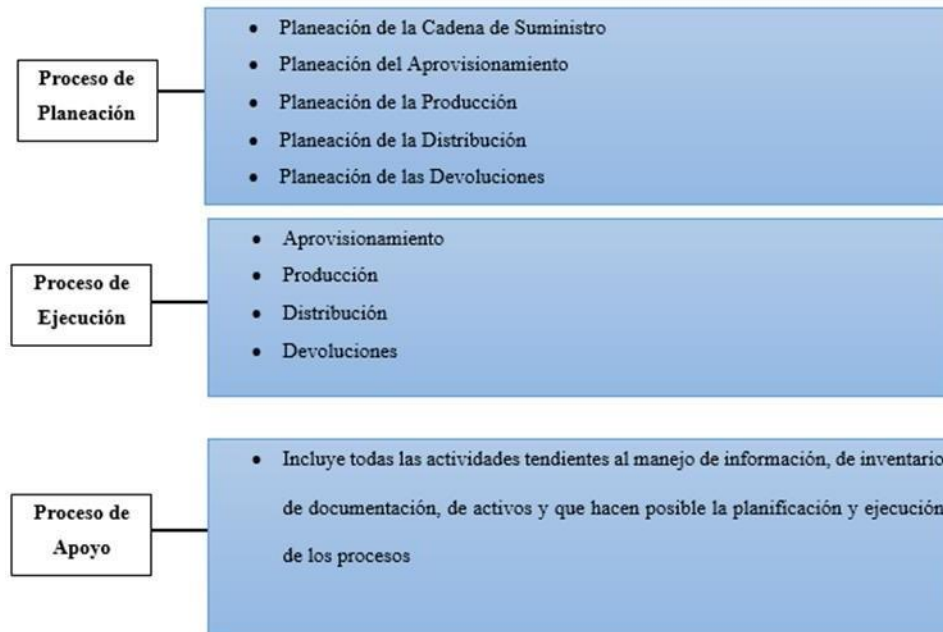 Proceso de
Planeación
• Planeación de la Cadena de Suministro
• Planeación del Aprovisionamiento
• Planeación de la Producción
• Planeación de la Distribución
• Planeación de las Devoluciones
Proceso de
Ejecución
• Aprovisionamiento
• Producción
• Distribución
• Devoluciones
Proceso de
Apoyo
• Incluye todas las actividades tendientes al manejo de información, de inventario
de documentación, de activos y que hacen posible la planificación y ejecución
de los procesos